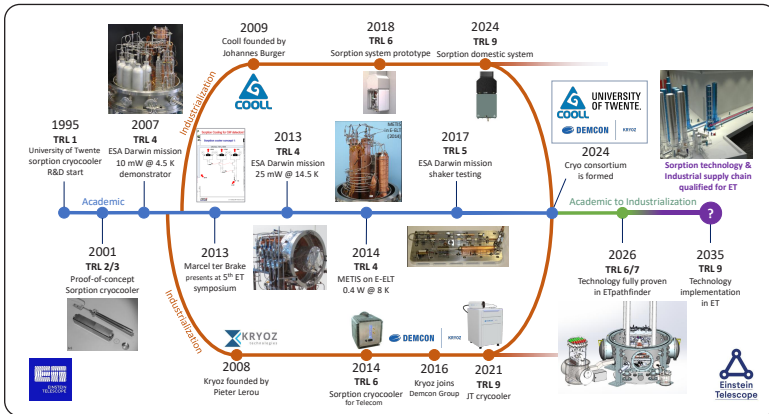 2009
Cooll founded by
Johannes Burger
COOLL
2018
TRL 6
Sorption system prototype
2024
TRL 9
Sorption domestic system
Industrialization
1995
TRL 1
University of Twente
sorption cryocooler
R&D start
2007
TRL 4
ESA Darwin mission
10 mW @ 4.5 K
demonstrator
2013
TRL 4
ESA Darwin mission
25 mW @ 14.5 K
METIS
in E-ELT
(2014)
2017
TRL 5
ESA Darwin mission
shaker testing
COOLL
UNIVERSITY
OF TWENTE.
DEMCON
KRYOZ
2024
Cryo consortium
is formed
Sorption technology &
Industrial supply chain
qualified for ET
Academic
Academic to Industrialization
?
2001
TRL 2/3
Proof-of-concept
Sorption cryocooler
2013
Marcel ter Brake
presents at 5th ET
symposium
2014
TRL 4
METIS on E-ELT
0.4 W @ 8 K
2026
TRL 6/7
Technology fully proven
in ETpathfinder
2035
TRL 9
Technology
implementation
in ET
Industrialization
KRYOZ
technologies
2008
Kryoz founded by
Pieter Lerou
2014
TRL 6
Sorption cryocooler
for Telecom
DEMCON
KRYOZ
2016
Kryoz joins
Demcon Group
2021
TRL 9
JT crycooler
EINSTEIN
TELESCOPE
Einstein
Telescope